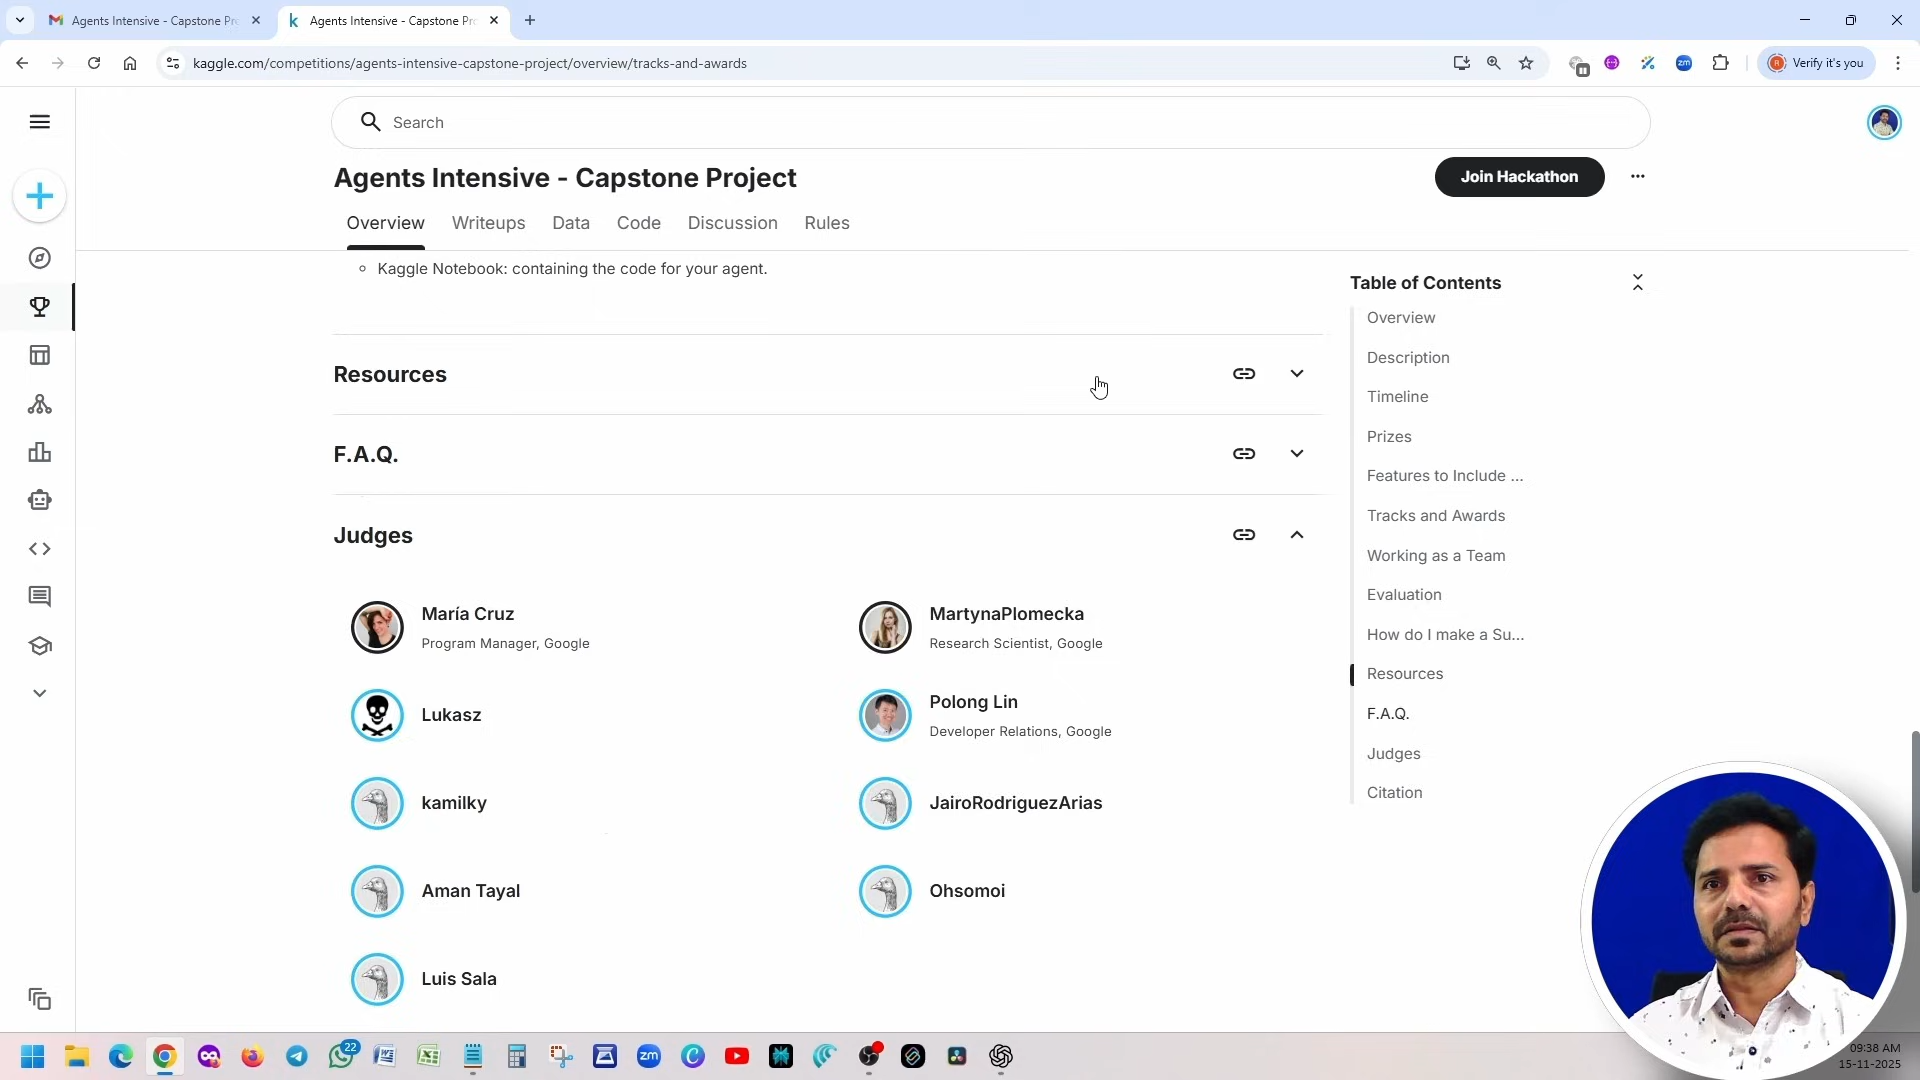 Agents Intensive - Capstone Pr
Agents Intensive - Capstone Pr
kaggle.com/competitions/agents-intensive-capstone-project/overview/tracks-and-awards
Verify it's you
Search
Agents Intensive - Capstone Project
Join Hackathon
Overview
Writeups
Data
Code
Discussion
Rules
Kaggle Notebook: containing the code for your agent.
Resources
F.A.Q.
Judges
María Cruz
Program Manager, Google
MartynaPlomecka
Research Scientist, Google
Lukasz
Polong Lin
Developer Relations, Google
kamilky
JairoRodriguezArias
Aman Tayal
Ohsomoi
Luis Sala
Table of Contents
Overview
Description
Timeline
Prizes
Features to Include ...
Tracks and Awards
Working as a Team
Evaluation
How do I make a Su...
Resources
F.A.Q.
Judges
Citation
22
zm
09:38 AM
15-11-2025